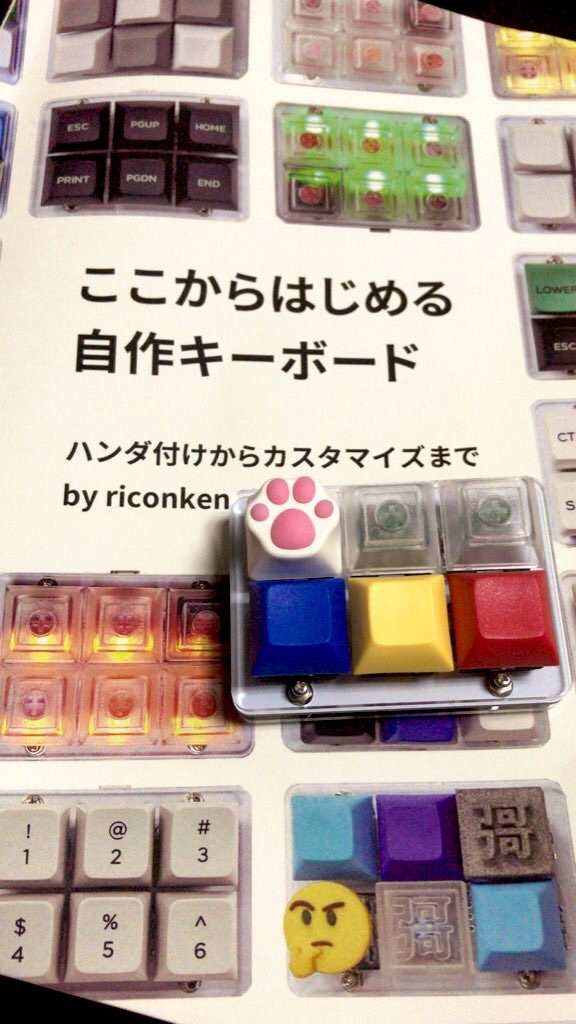 ESC PGUP HOME
PRINT PGDN END
LOWER
ESC
ここからはじめる
自作キーボード
ハンダ付けからカスタマイズまで
by riconken
! @ #
1 2 3
$ % ^
4 5 6